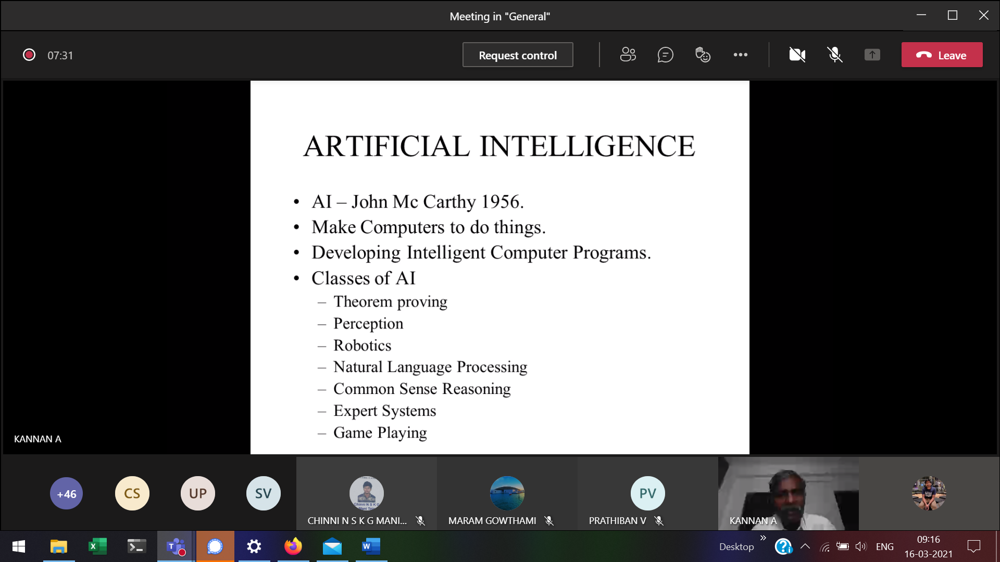 Meeting in "General"
07:31
Request control
Leave
ARTIFICIAL INTELLIGENCE
• AI – John Mc Carthy 1956.
• Make Computers to do things.
• Developing Intelligent Computer Programs.
• Classes of AI
– Theorem proving
– Perception
– Robotics
– Natural Language Processing
– Common Sense Reasoning
– Expert Systems
– Game Playing
KANNAN A
+46
CS
UP
SV
Chinni N S K G
Mani Teja
CHINNI N S K G MANI...
MARAM GOWTHAMI
PV
PRATHIBAN V
KANNAN A
Desktop
ENG
09:16
16-03-2021